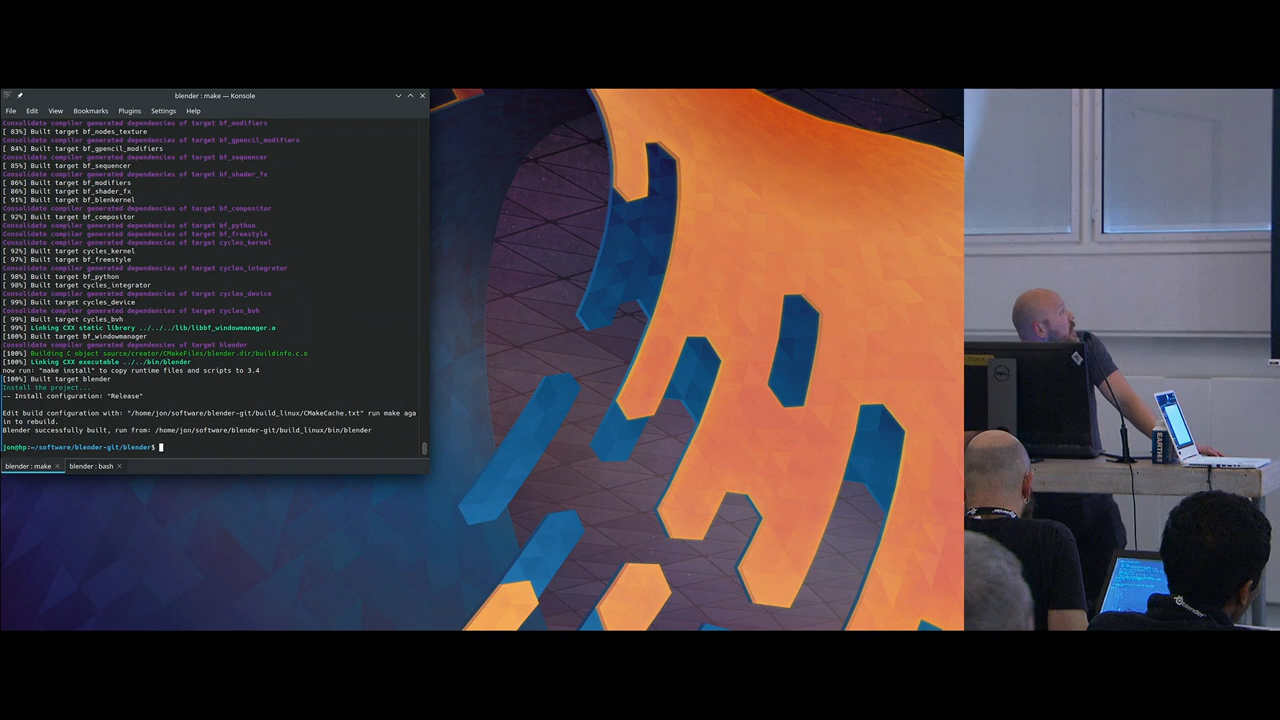 blender : make — Konsole
File Edit View Bookmarks Plugins Settings Help
Consolidate compiler generated dependencies of target bf_modifiers
[ 83%] Built target bf_nodes_texture
Consolidate compiler generated dependencies of target bf_gpencil_modifiers
[ 84%] Built target bf_gpencil_modifiers
Consolidate compiler generated dependencies of target bf_sequencer
[ 85%] Built target bf_sequencer
Consolidate compiler generated dependencies of target bf_shader_fx
[ 86%] Built target bf_modifiers
[ 86%] Built target bf_shader_fx
[ 91%] Built target bf_blenkernel
Consolidate compiler generated dependencies of target bf_compositor
[ 92%] Built target bf_compositor
Consolidate compiler generated dependencies of target bf_python
Consolidate compiler generated dependencies of target bf_freestyle
Consolidate compiler generated dependencies of target cycles_kernel
[ 92%] Built target cycles_kernel
[ 97%] Built target bf_freestyle
Consolidate compiler generated dependencies of target cycles_integrator
[ 98%] Built target bf_python
[ 98%] Built target cycles_integrator
Consolidate compiler generated dependencies of target cycles_device
[ 99%] Built target cycles_device
Consolidate compiler generated dependencies of target cycles_bvh
[ 99%] Built target cycles_bvh
[ 99%] Linking CXX static library ../../../lib/libbf_windowmanager.a
[100%] Built target bf_windowmanager
Consolidate compiler generated dependencies of target blender
[100%] Building C object source/creator/CMakeFiles/blender.dir/buildinfo.c.o
[100%] Linking CXX executable ../../bin/blender
now run: "make install" to copy runtime files and scripts to 3.4
[100%] Built target blender
Install the project...
-- Install configuration: "Release"
Edit build configuration with: "/home/jon/software/blender-git/build_linux/CMakeCache.txt" run make aga
in to rebuild.
Blender successfully built, run from: /home/jon/software/blender-git/build_linux/bin/blender
jon@hp:~/software/blender-git/blender$
blender : make
blender : bash
DELL
EARTH
blender